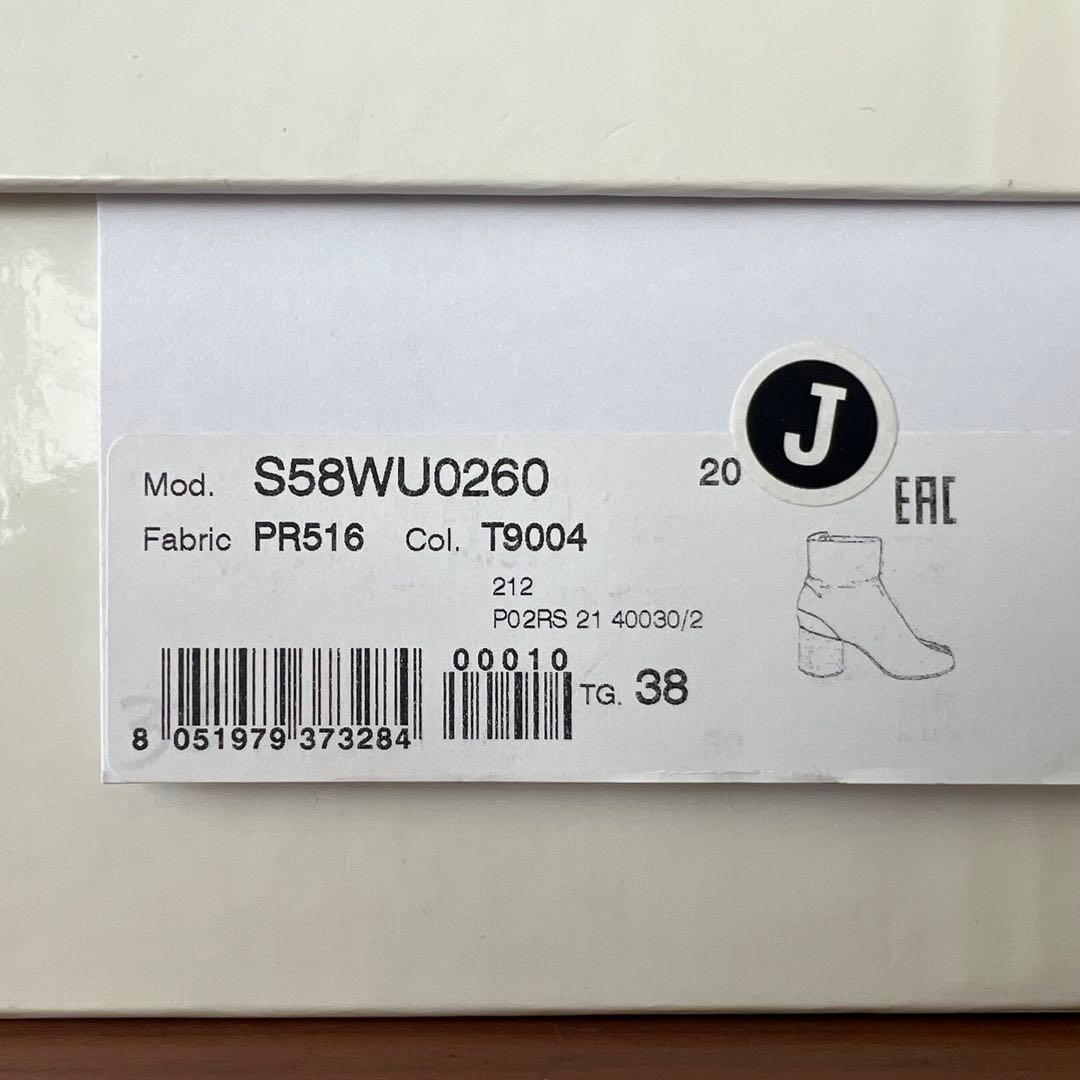 J
20
EAC
Mod. S58WU0260
Fabric PR516 Col. T9004
212
P02RS 21 40030/2
00010
TG. 38
8 051979 373284